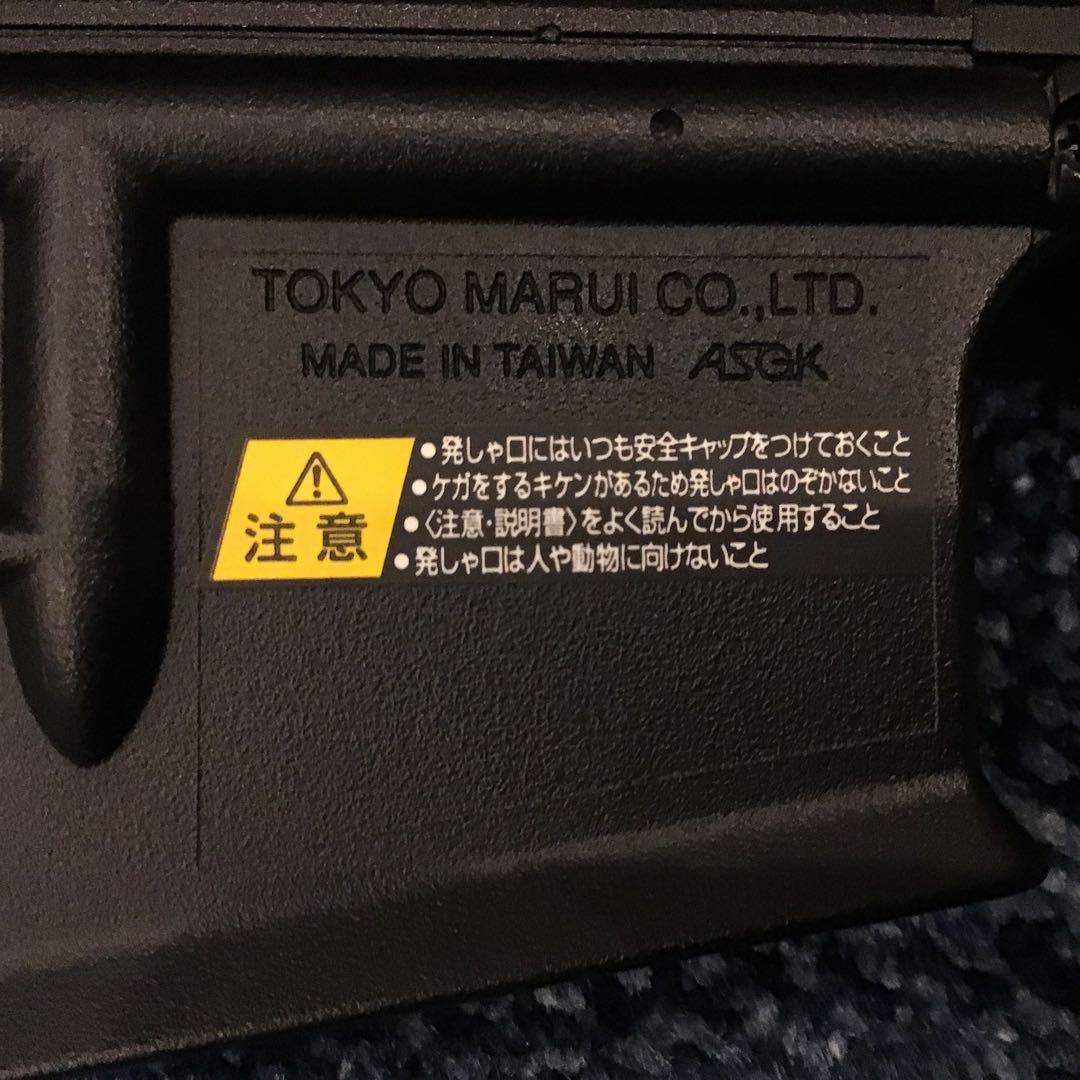 TOKYO MARUI CO.,LTD.
MADE IN TAIWAN ASGK
注意
●発しゃ口にはいつも安全キャップをつけておくこと
●ケガをするキケンがあるため発しゃ口はのぞかないこと
●〈注意・説明書〉をよく読んでから使用すること
●発しゃ口は人や動物に向けないこと